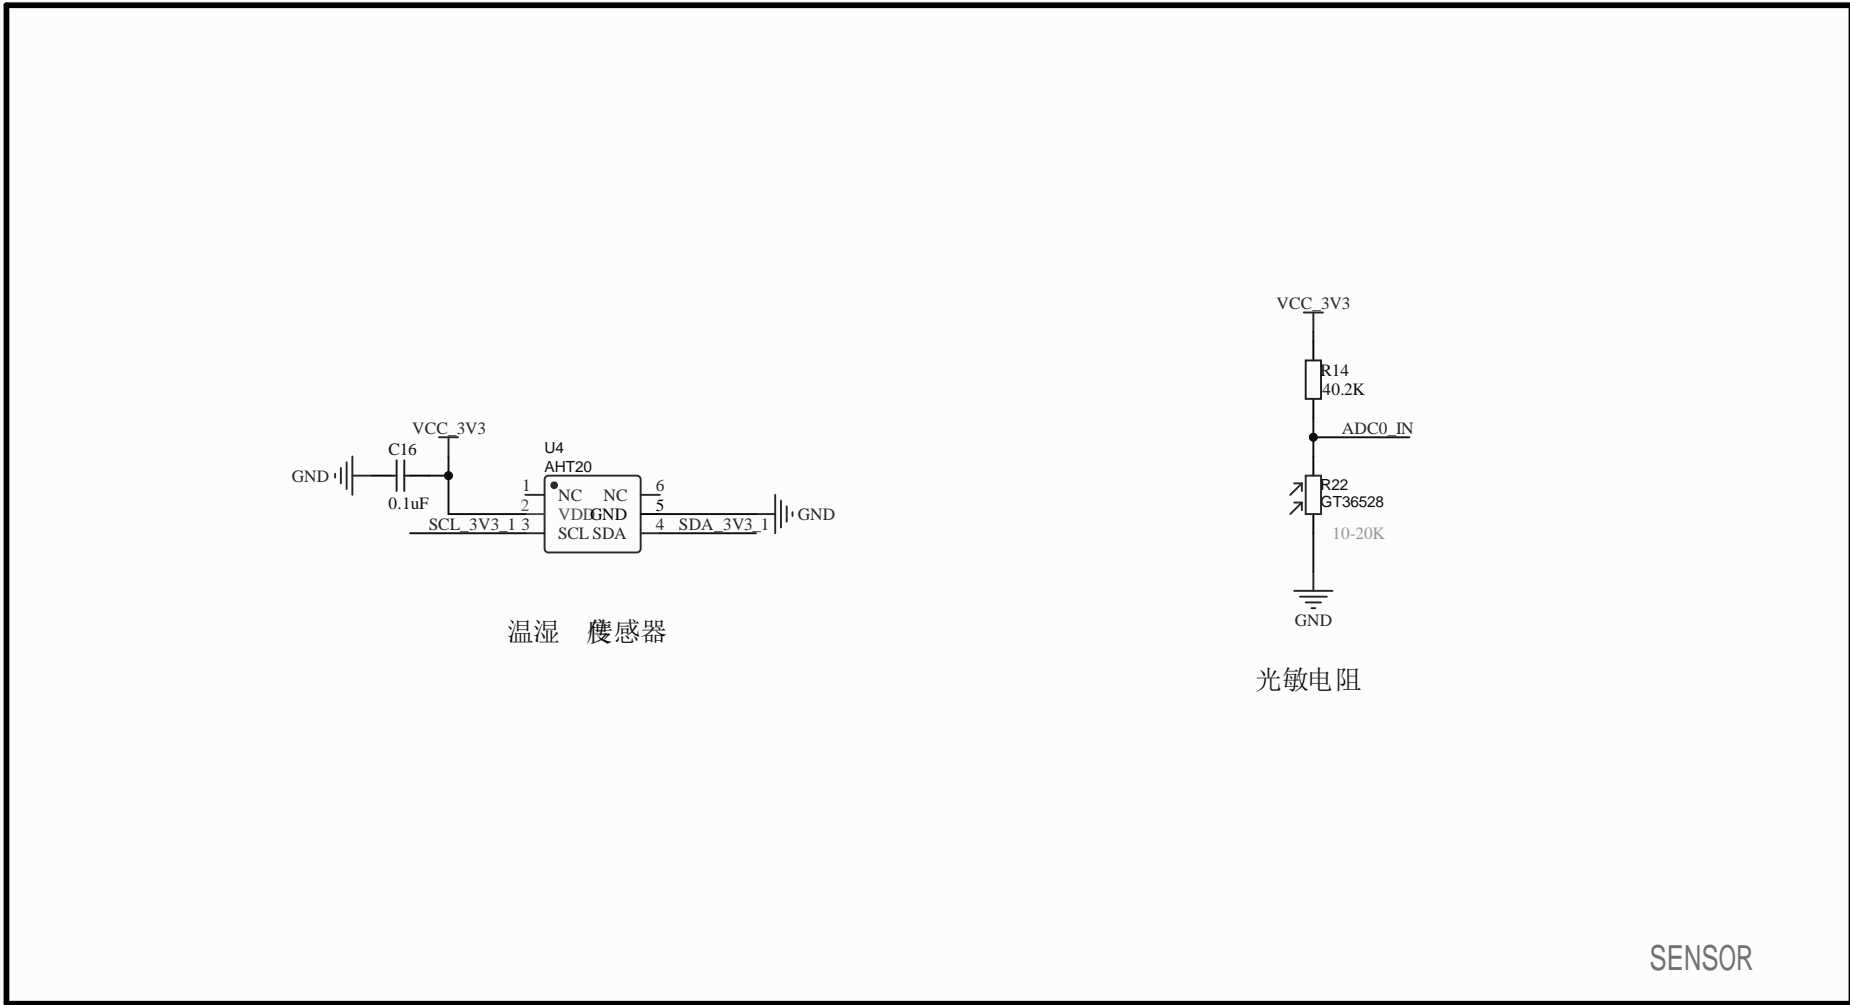 VCC_3V3
C16
GND
0.1uF
SCL_3V3_1
U4
AHT20
1 NC NC 6
2 VDD GND 5
3 SCL SDA 4
SDA_3V3_1
GND
温湿度传感器
VCC_3V3
R14
40.2K
ADC0_IN
R22
GT36528
10-20K
GND
光敏电阻
SENSOR